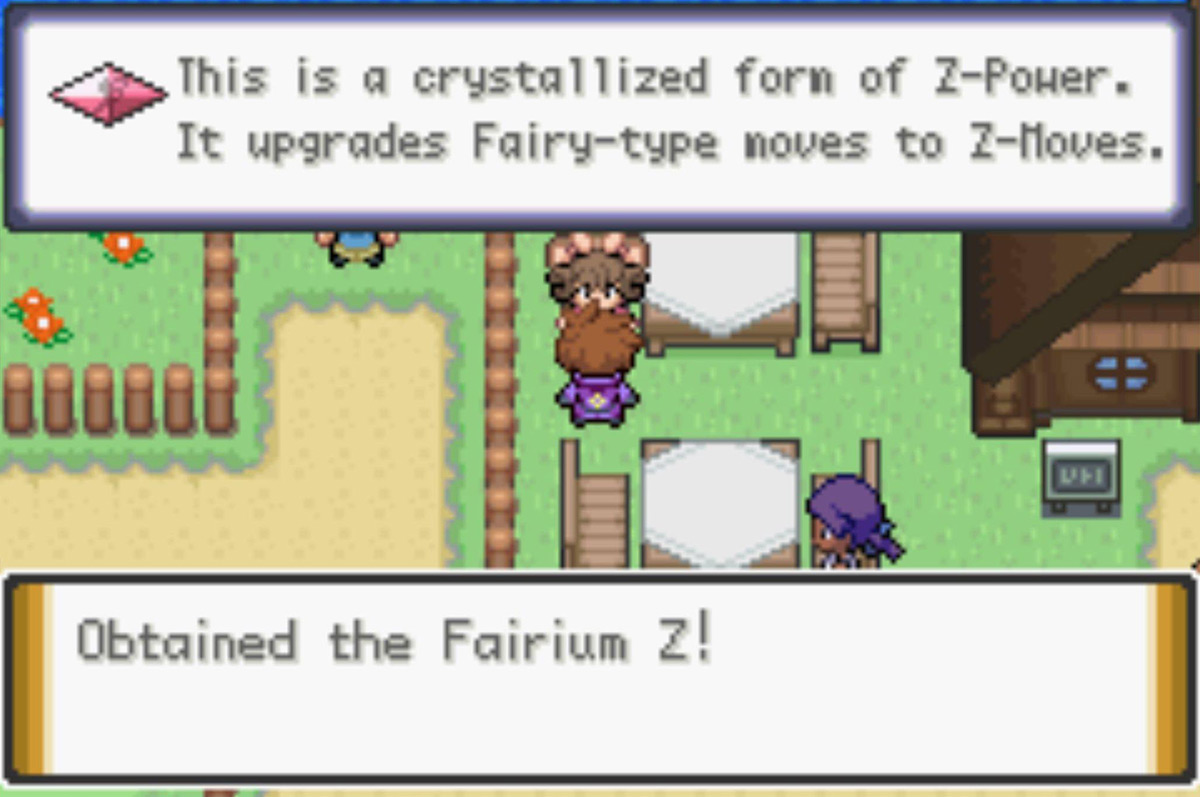 This is a crystallized form of Z-Power.
It upgrades Fairy-type moves to Z-Moves.
Obtained the Fairium Z!